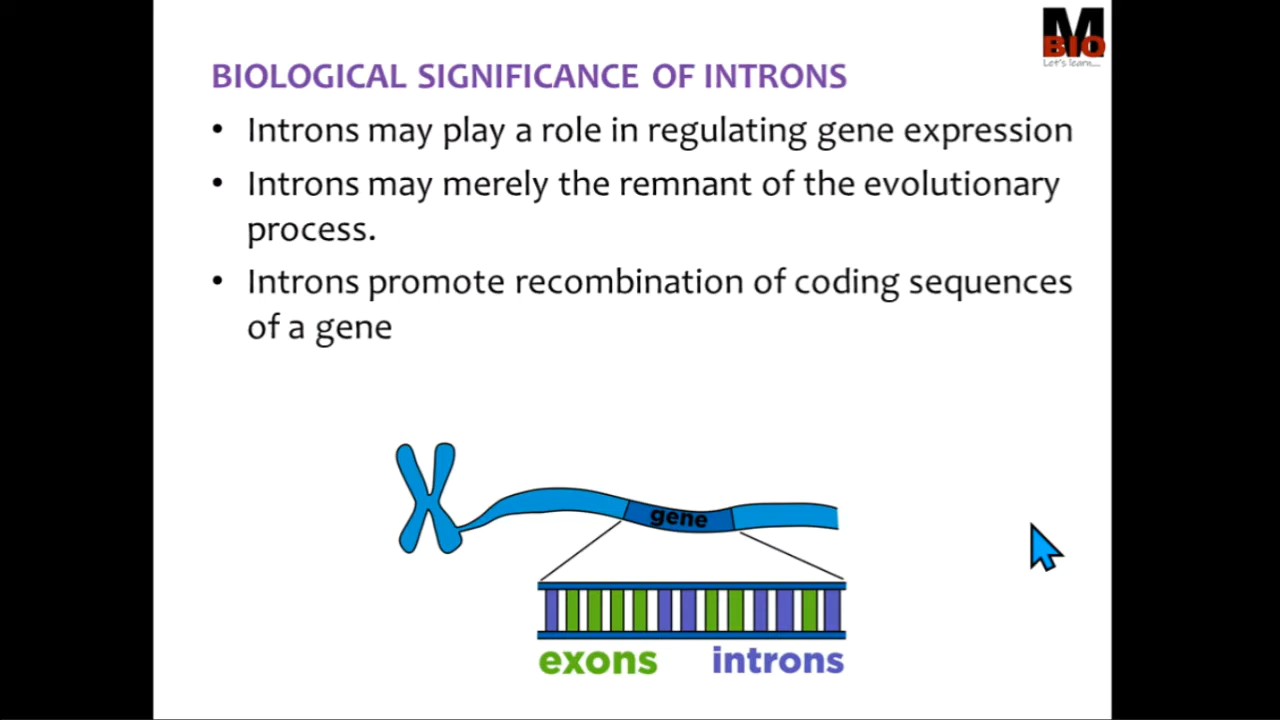 M
BIO
Let's learn....
BIOLOGICAL SIGNIFICANCE OF INTRONS
• Introns may play a role in regulating gene expression
• Introns may merely the remnant of the evolutionary
process.
• Introns promote recombination of coding sequences
of a gene
gene
exons introns